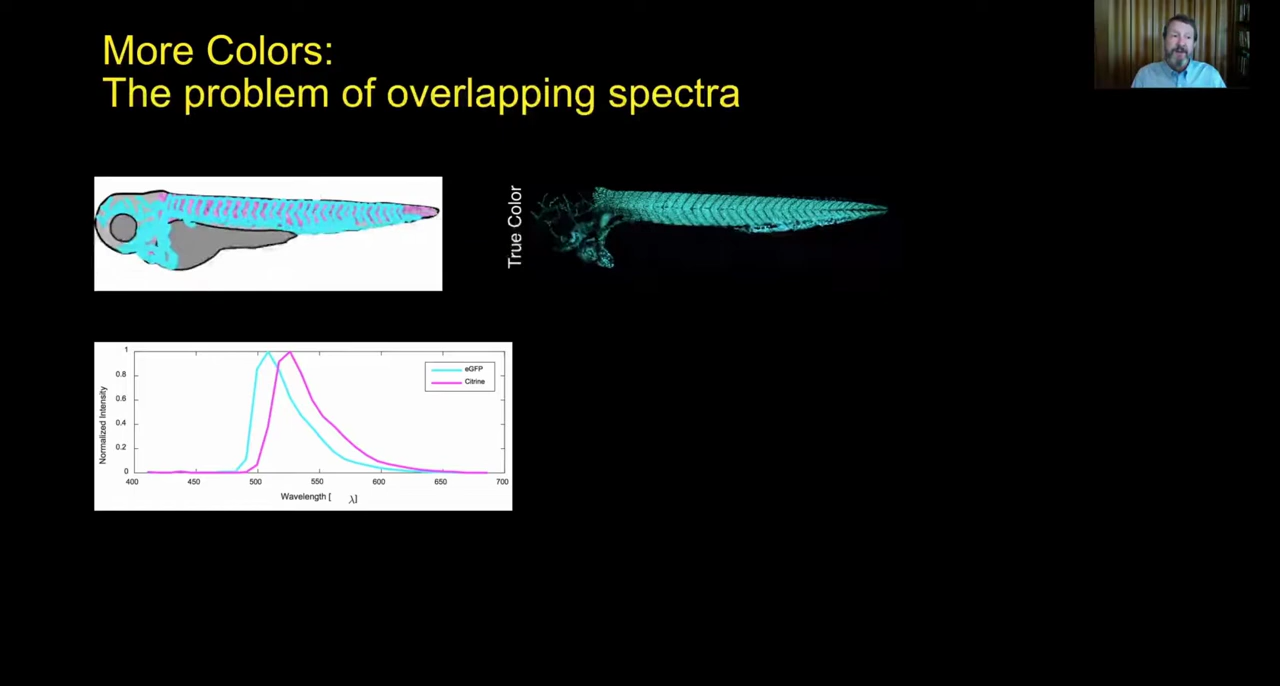 More Colors:
The problem of overlapping spectra
True Color
Normalized Intensity
1
0.8
0.6
0.4
0.2
0
400 450 500 550 600 650 700
Wavelength [ λ]
eGFP
Citrine